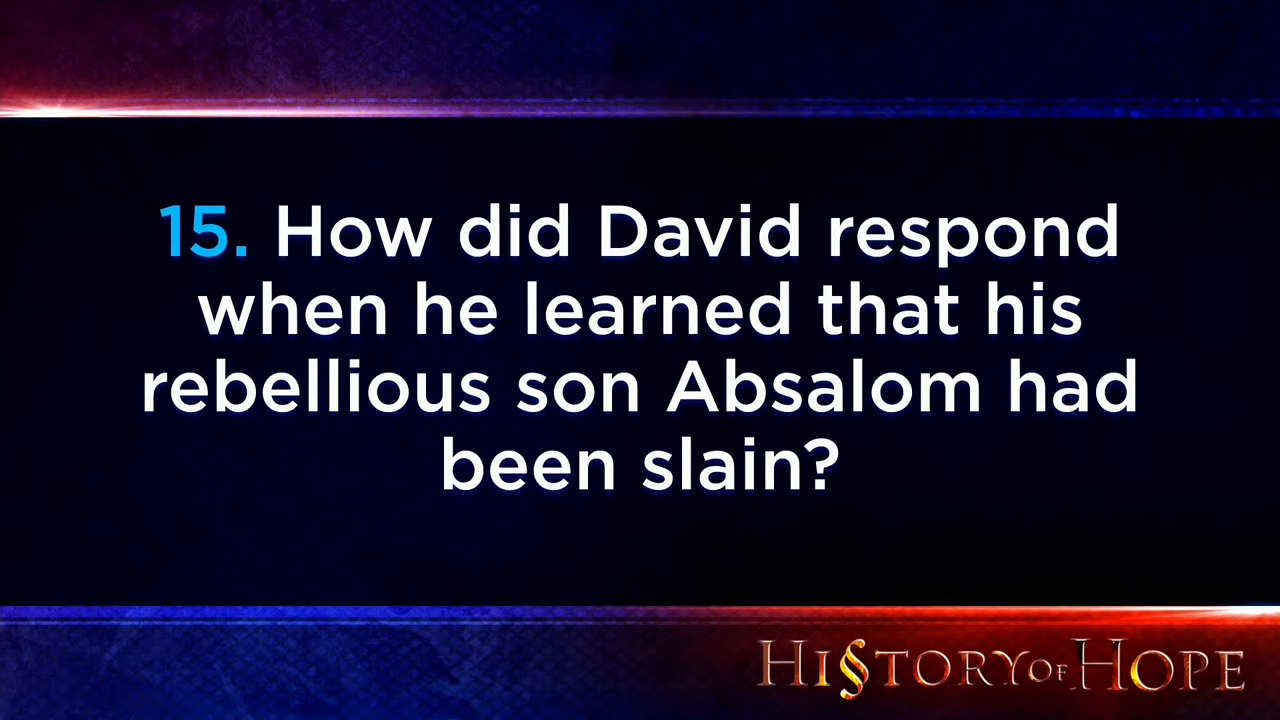 15. How did David respond
when he learned that his
rebellious son Absalom had
been slain?
HISTORY OF HOPE